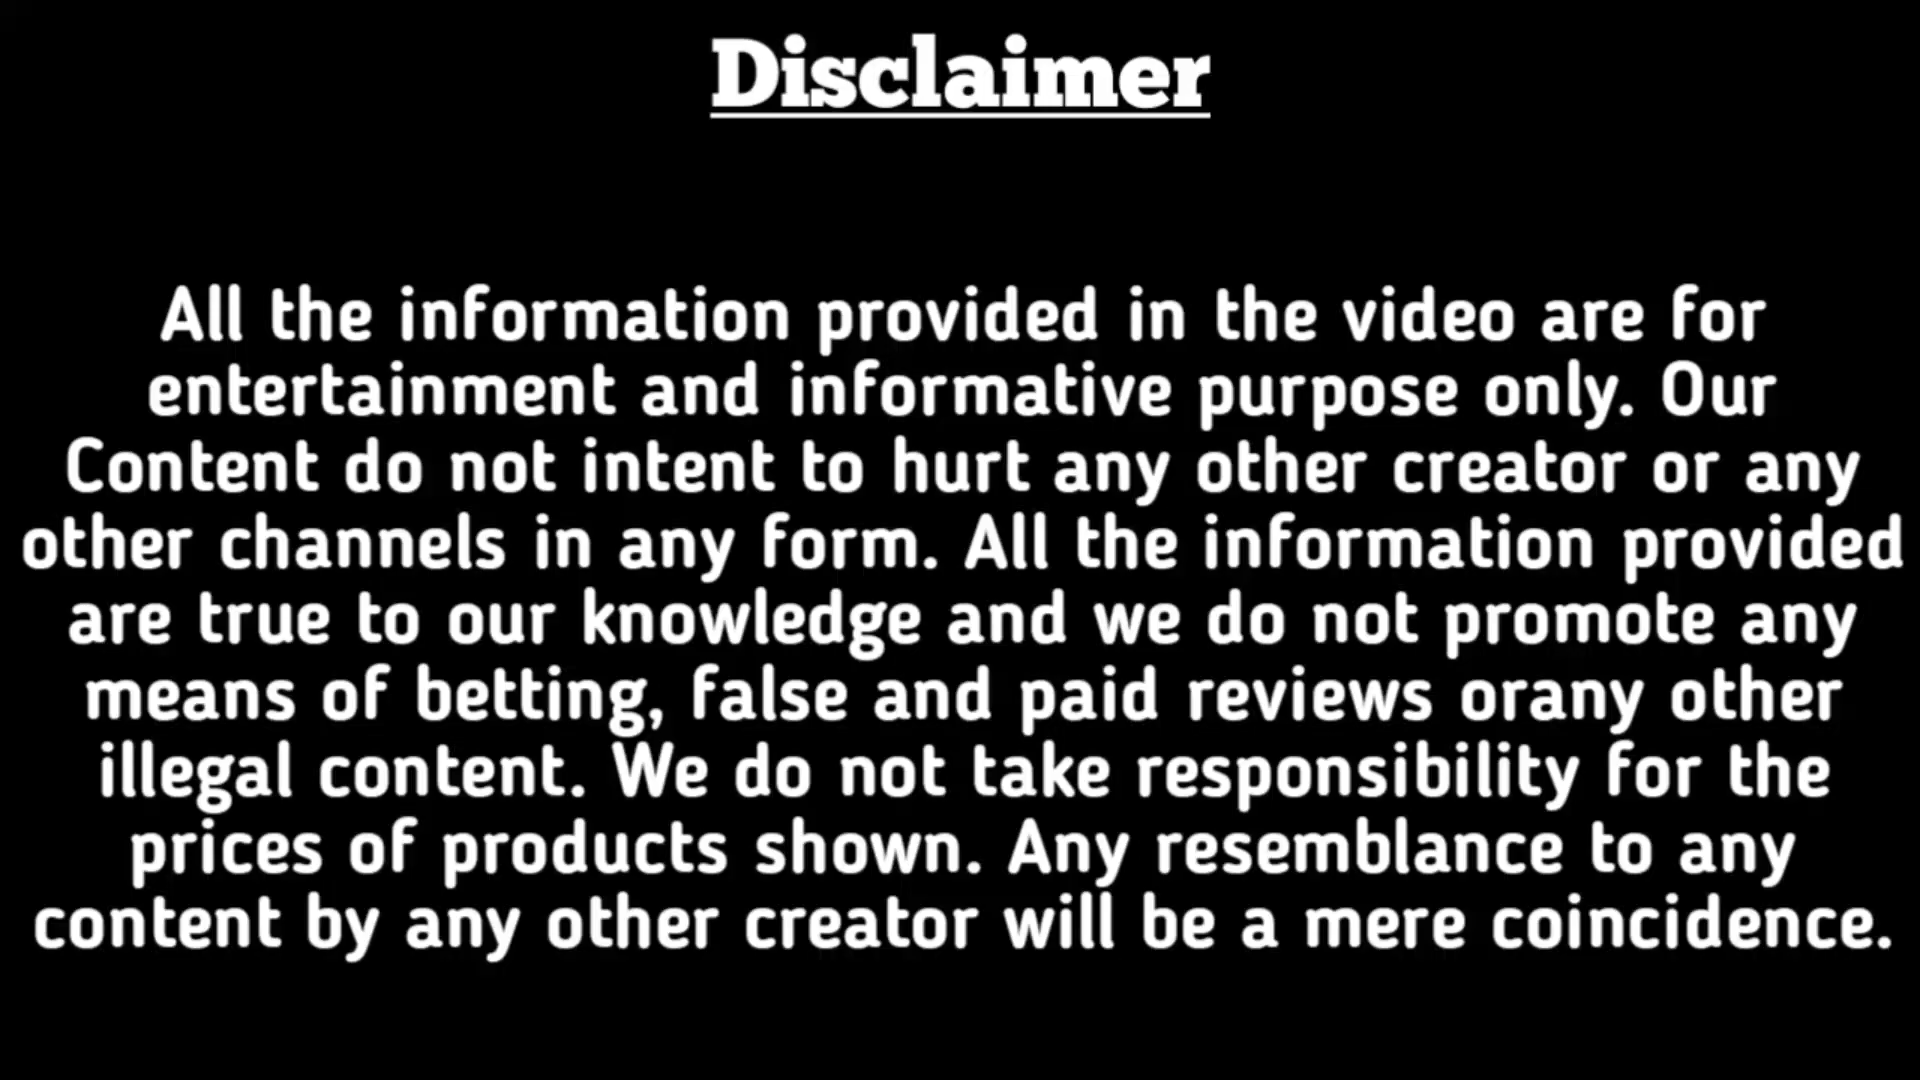 Disclaimer
All the information provided in the video are for
entertainment and informative purpose only. Our
Content do not intent to hurt any other creator or any
other channels in any form. All the information provided
are true to our knowledge and we do not promote any
means of betting, false and paid reviews orany other
illegal content. We do not take responsibility for the
prices of products shown. Any resemblance to any
content by any other creator will be a mere coincidence.